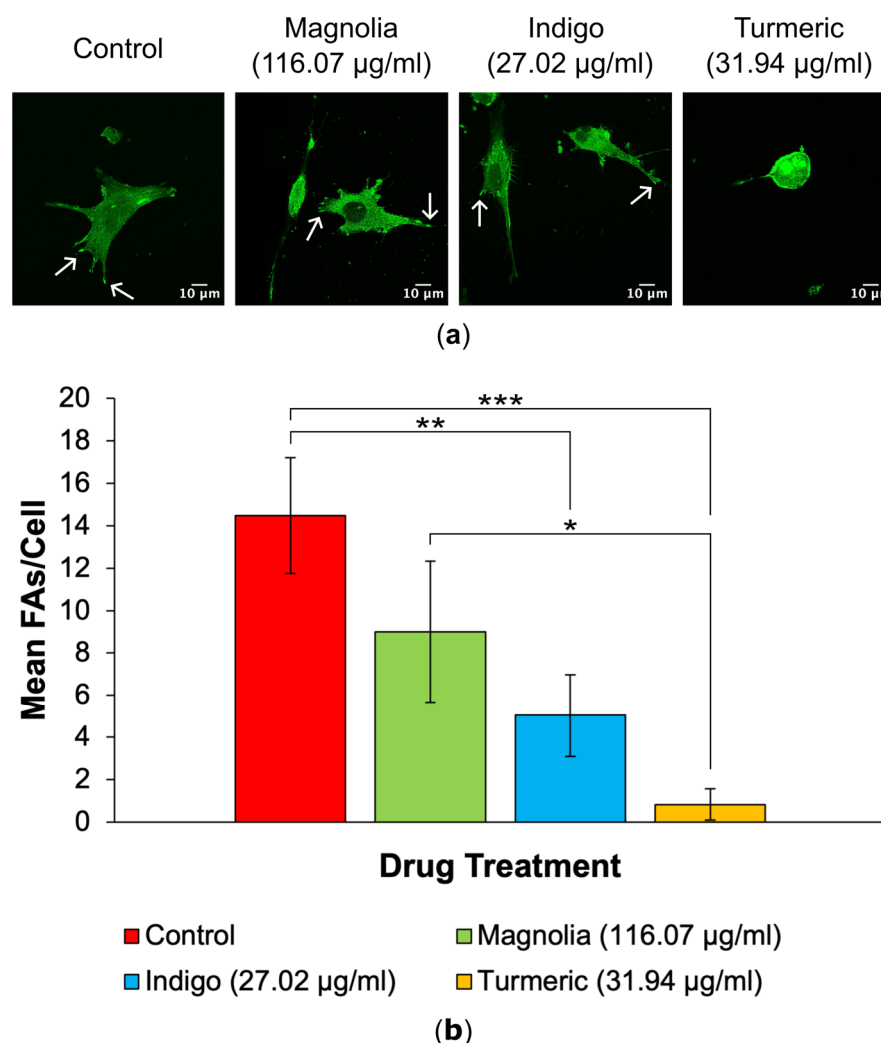 Control
Magnolia
(116.07 µg/ml)
Indigo
(27.02 µg/ml)
Turmeric
(31.94 µg/ml)
10 µm
10 µm
10 µm
10 µm
(a)
20
18
16
14
12
10
8
6
4
2
0
Mean FAs/Cell
***
**
*
Drug Treatment
Control
Magnolia (116.07 µg/ml)
Indigo (27.02 µg/ml)
Turmeric (31.94 µg/ml)
(b)